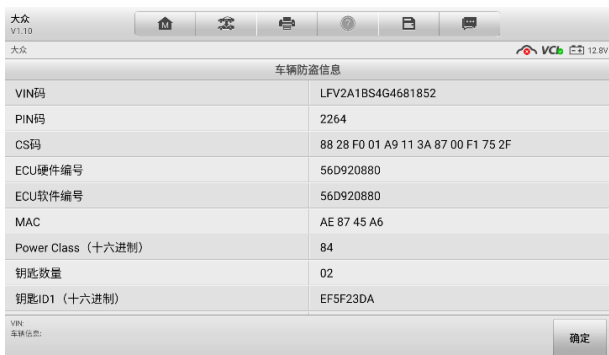 大众
V1.10
大众
VCI 12.8V
车辆防盗信息
VIN码 LFV2A1BS4G4681852
PIN码 2264
CS码 88 28 F0 01 A9 11 3A 87 00 F1 75 2F
ECU硬件编号 56D920880
ECU软件编号 56D920880
MAC AE 87 45 A6
Power Class（十六进制） 84
钥匙数量 02
钥匙ID1（十六进制） EF5F23DA
VIN:
车辆信息:
确定